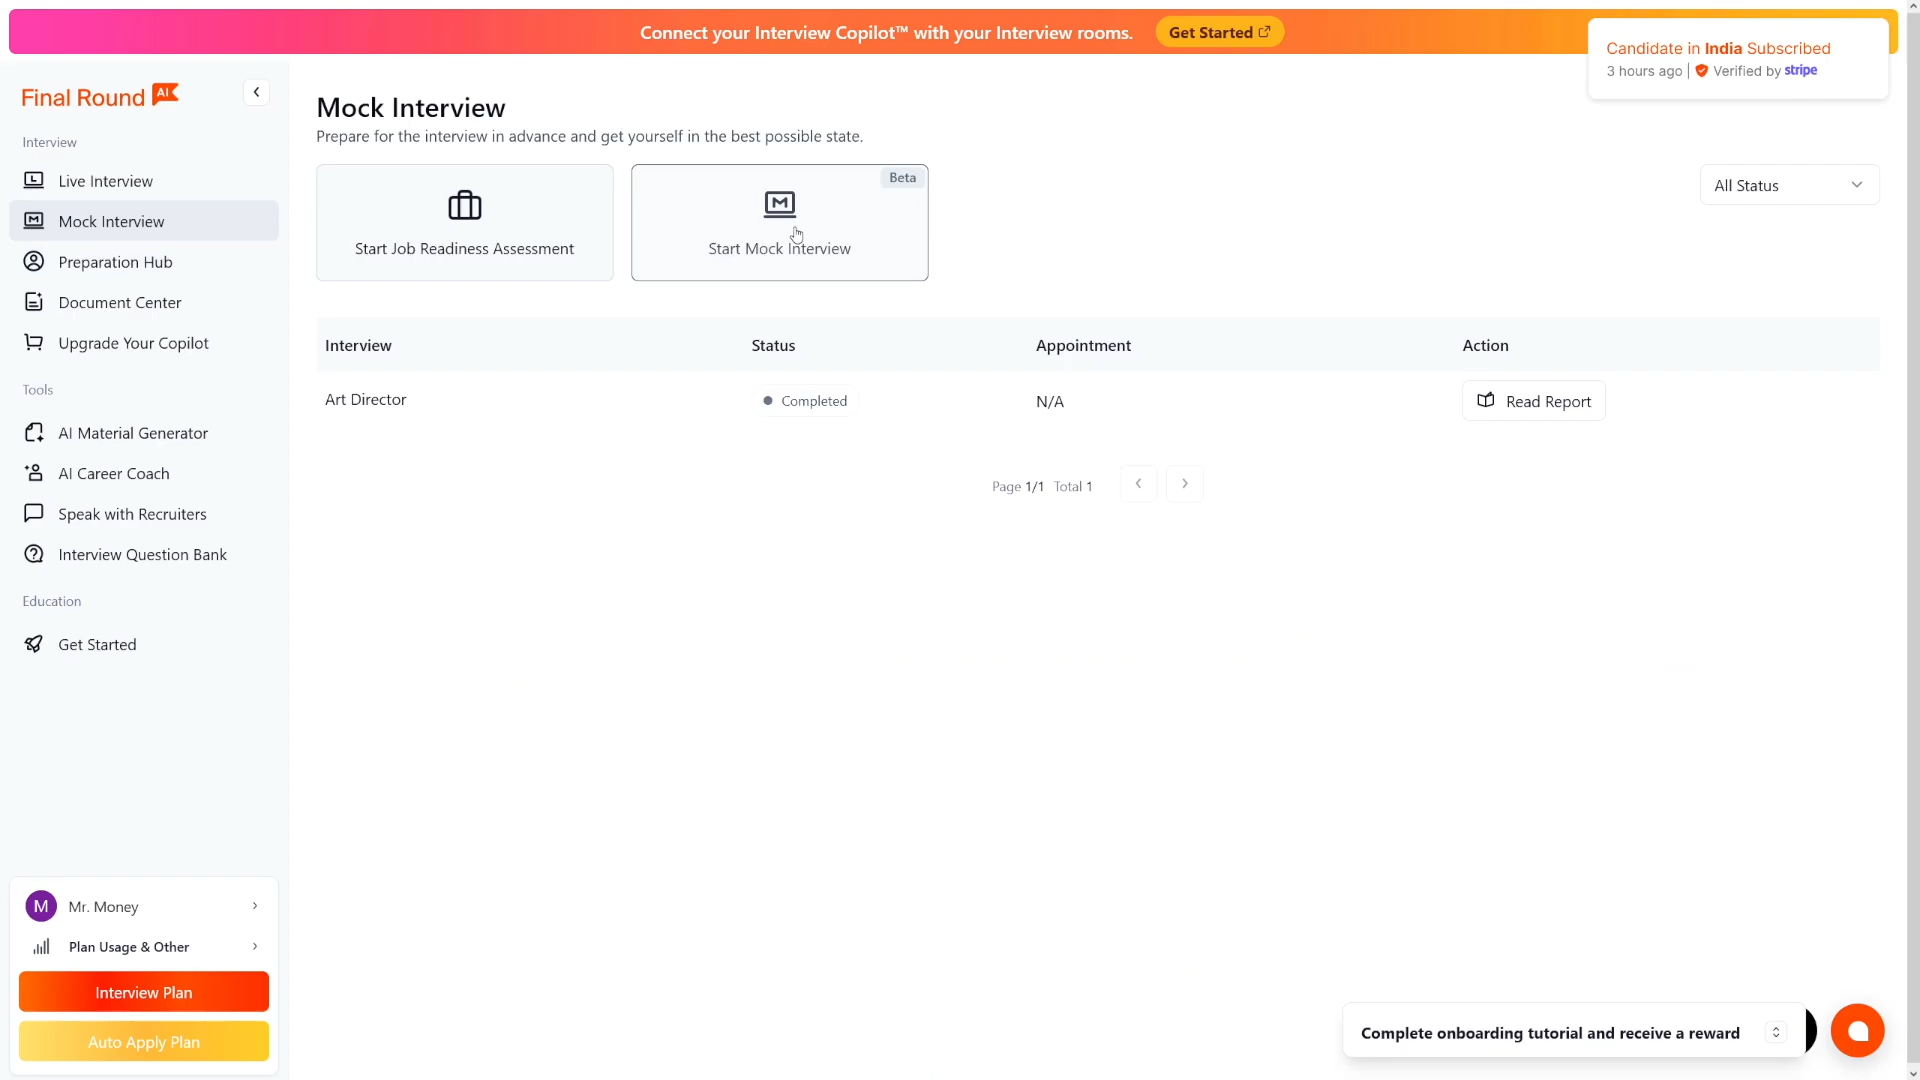 Connect your Interview Copilot™ with your Interview rooms.
Get Started
Candidate in India Subscribed
3 hours ago | Verified by stripe
Final Round AI
Interview
Live Interview
Mock Interview
Preparation Hub
Document Center
Upgrade Your Copilot
Tools
AI Material Generator
AI Career Coach
Speak with Recruiters
Interview Question Bank
Education
Get Started
M Mr. Money
Plan Usage & Other
Interview Plan
Auto Apply Plan
Mock Interview
Prepare for the interview in advance and get yourself in the best possible state.
Start Job Readiness Assessment
Beta
Start Mock Interview
All Status
Interview Status Appointment Action
Art Director Completed N/A Read Report
Page 1/1 Total 1
Complete onboarding tutorial and receive a reward